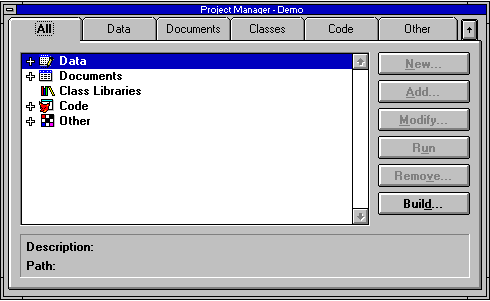 Project Manager - Demo
All Data Documents Classes Code Other
Data
Documents
Class Libraries
Code
Other
New...
Add...
Modify...
Run
Remove...
Build...
Description:
Path: